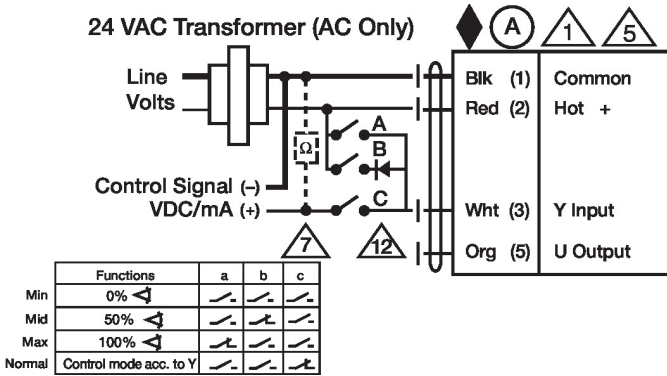 24 VAC Transformer (AC Only)
A 1 5
Line
Volts
Blk (1) Common
Red (2) Hot +
A
Ω
B
Control Signal (–)
VDC/mA (+)
C
Wht (3) Y Input
7 12
Org (5) U Output
Functions a b c
Min 0%
Mid 50%
Max 100%
Normal Control mode acc. to Y